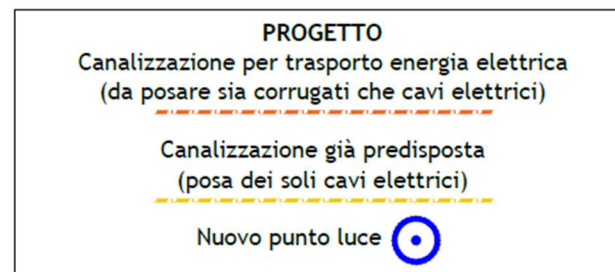 PROGETTO
Canalizzazione per trasporto energia elettrica
(da posare sia corrugati che cavi elettrici)
Canalizzazione già predisposta
(posa dei soli cavi elettrici)
Nuovo punto luce